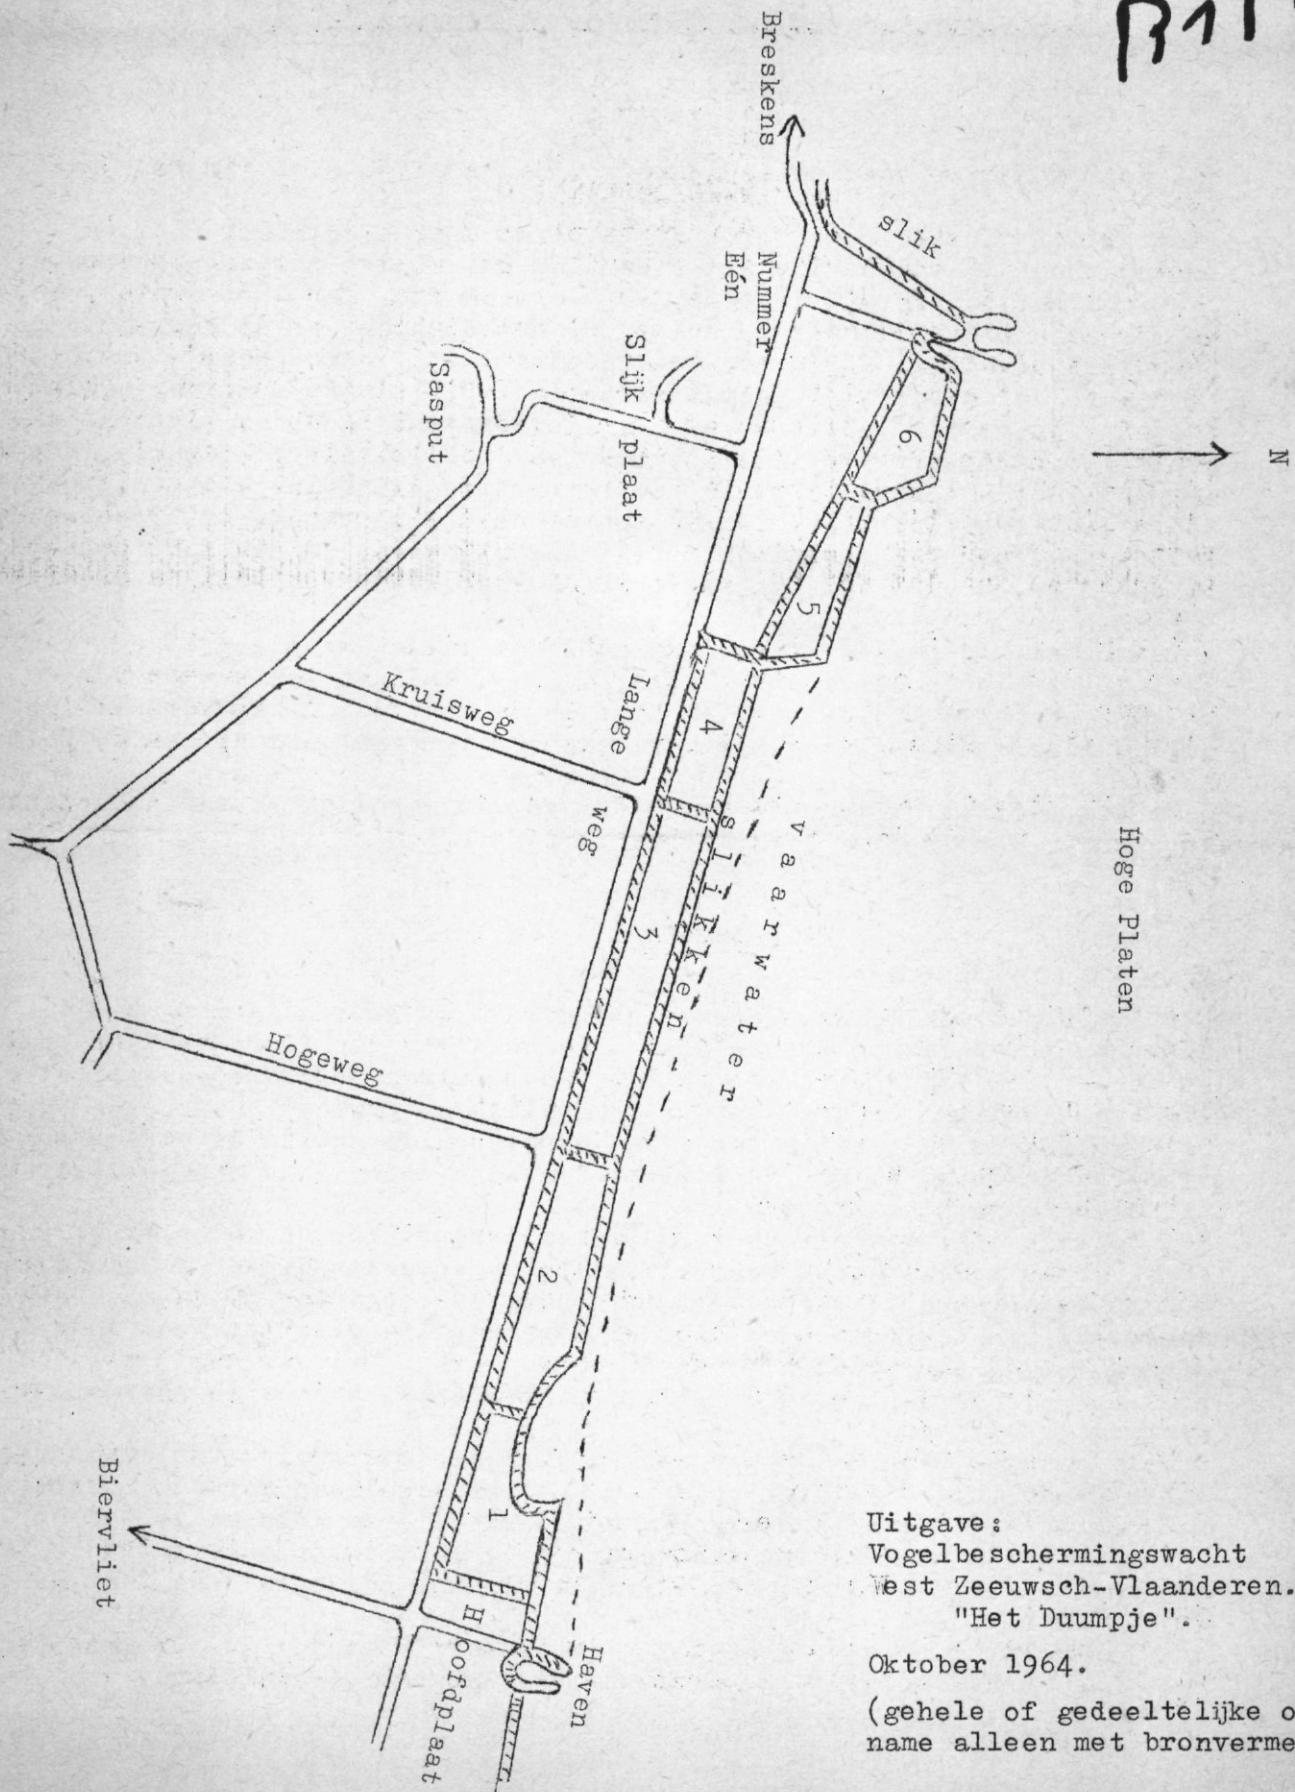 Breskens
slik
Nummer
Eén
Slijk plaat
Sasput
N
6.
5
Kruisweg
Lange weg
4
slikken
vaarwater
Hoge Platen
3
Hogeweg
2
1
Biervliet
Hoofdplaat
Haven
Uitgave:
Vogelbeschermingswacht
West Zeeuwsch-Vlaanderen.
"Het Duumpje".
Oktober 1964.
(gehele of gedeeltelijke o
name alleen met bronverme